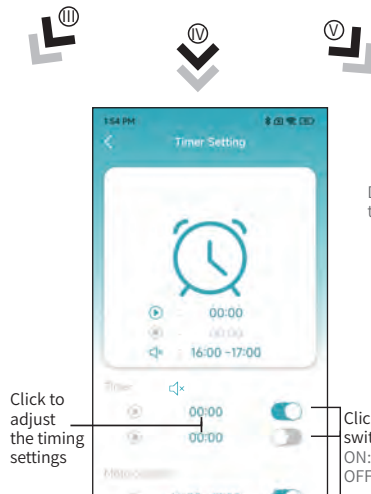 Ⅲ
Ⅳ
Ⅴ
1:54 PM
Timer Setting
00:00
00:00
16:00 -17:00
Timer
Click to
adjust
the timing
settings
00:00
00:00
Clic
swit
ON:
OFF